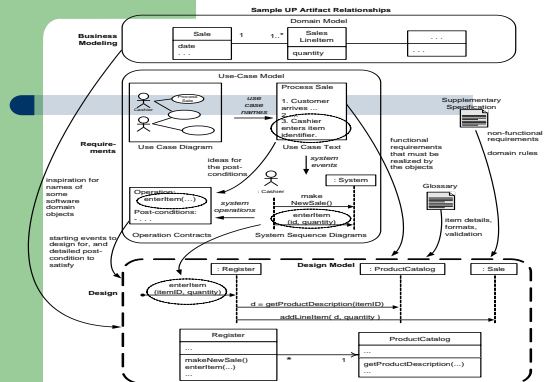 Sample UP Artifact Relationships
Domain Model
Business
Modeling
Sale
date
. . .
1
1..*
Sales
LineItem
quantity
. . .
. . .
Use-Case Model
Process
Sale
Cashier
Use Case Diagram
use
case
names
Process Sale
1. Customer
arrives ...
2. ...
3. Cashier
enters item
identifier.
Use Case Text
Require-
ments
ideas for
the post-
conditions
system
events
Operation:
enterItem(…)
Post-conditions:
- . . .
Operation Contracts
system
operations
: Cashier
: System
make
NewSale()
enterItem
(id, quantity)
System Sequence Diagrams
functional
requirements
that must be
realized by
the objects
Supplementary
Specification
non-functional
requirements
domain rules
Glossary
item details,
formats,
validation
inspiration for
names of
some
software
domain
objects
starting events to
design for, and
detailed post-
condition to
satisfy
Design Model
Design
: Register
: ProductCatalog
: Sale
enterItem
(itemID, quantity)
d = getProductDescription(itemID)
addLineItem( d, quantity )
Register
...
makeNewSale()
enterItem(...)
...
*
1
ProductCatalog
...
getProductDescription(...)
...